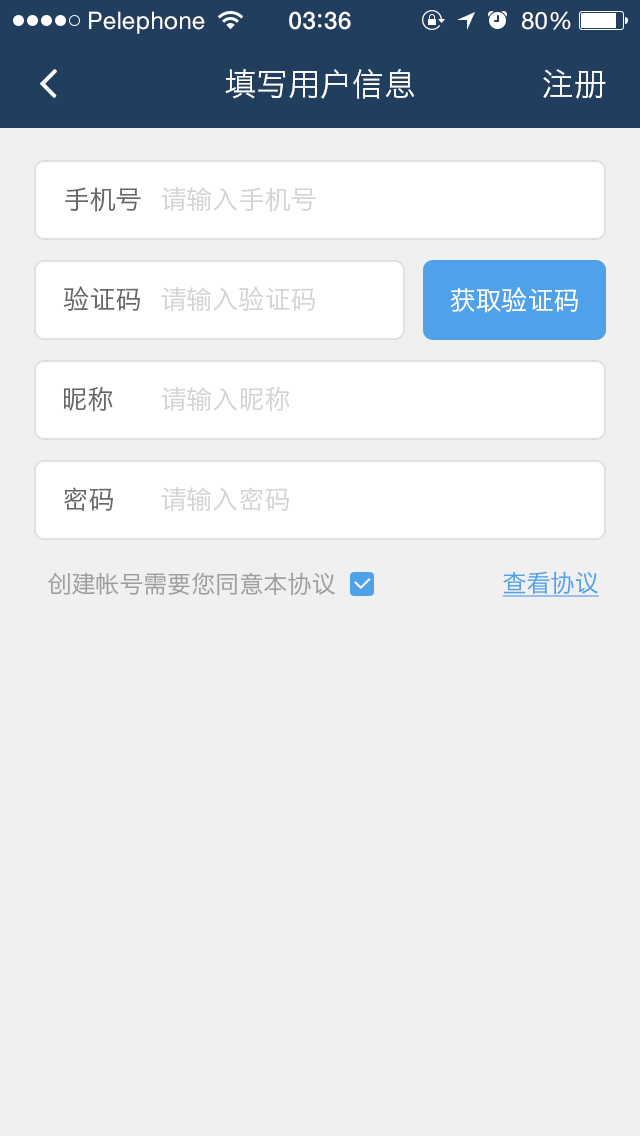 Pelephone 03:36 80%
填写用户信息 注册
手机号 请输入手机号
验证码 请输入验证码 获取验证码
昵称 请输入昵称
密码 请输入密码
创建帐号需要您同意本协议 查看协议